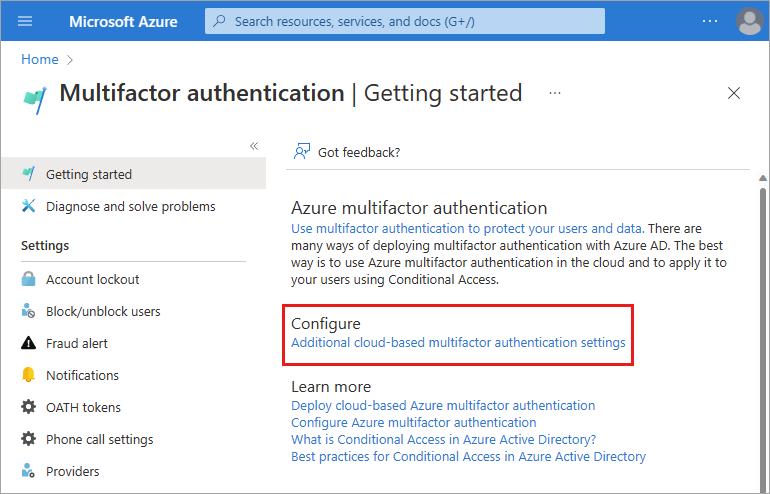 Microsoft Azure
Search resources, services, and docs (G+/)
...
Home >
Multifactor authentication | Getting started ...
«
Getting started
Diagnose and solve problems
Settings
Account lockout
Block/unblock users
Fraud alert
Notifications
OATH tokens
Phone call settings
Providers
Got feedback?
Azure multifactor authentication
Use multifactor authentication to protect your users and data. There are
many ways of deploying multifactor authentication with Azure AD. The best
way is to use Azure multifactor authentication in the cloud and to apply it to
your users using Conditional Access.
Configure
Additional cloud-based multifactor authentication settings
Learn more
Deploy cloud-based Azure multifactor authentication
Configure Azure multifactor authentication
What is Conditional Access in Azure Active Directory?
Best practices for Conditional Access in Azure Active Directory